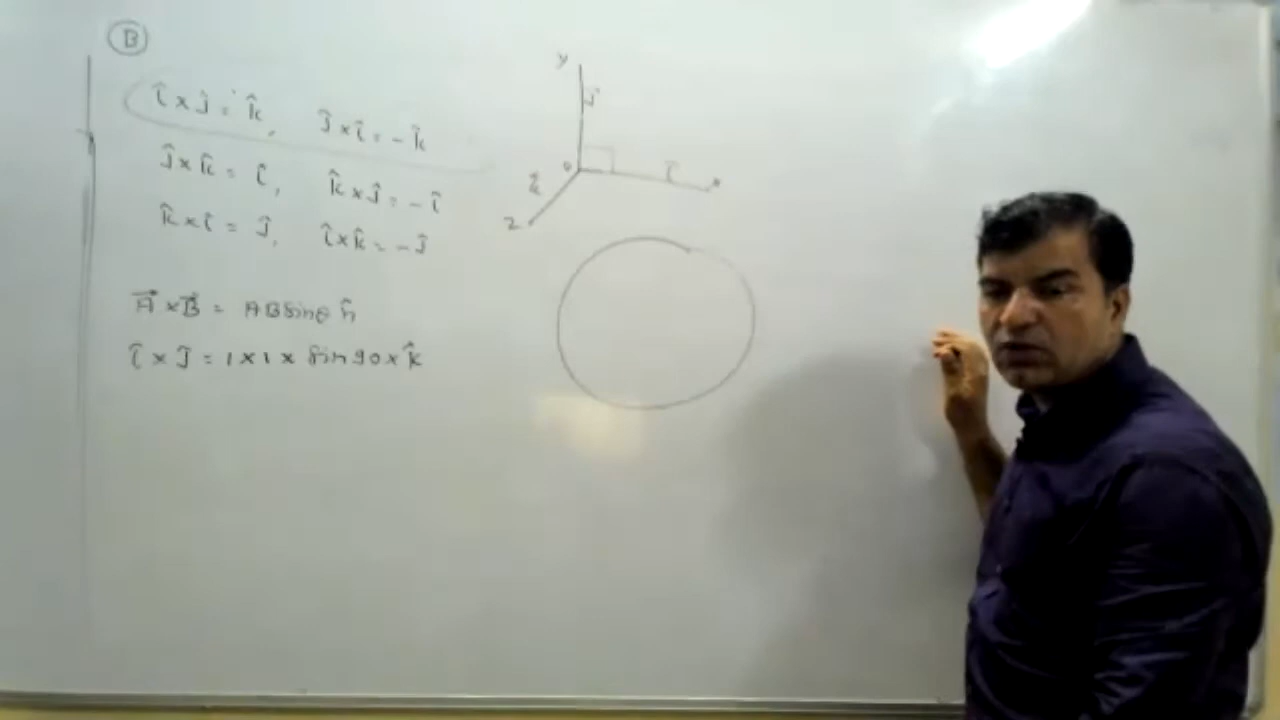 B
î × ĵ = k̂, ĵ × î = - k̂
ĵ × k̂ = î, k̂ × ĵ = - î
k̂ × î = ĵ, î × k̂ = - ĵ
A⃗ × B⃗ = AB sinθ n̂
î × ĵ = 1 × 1 × sin 90 × k̂
y
ĵ
o
î
x
k̂
z